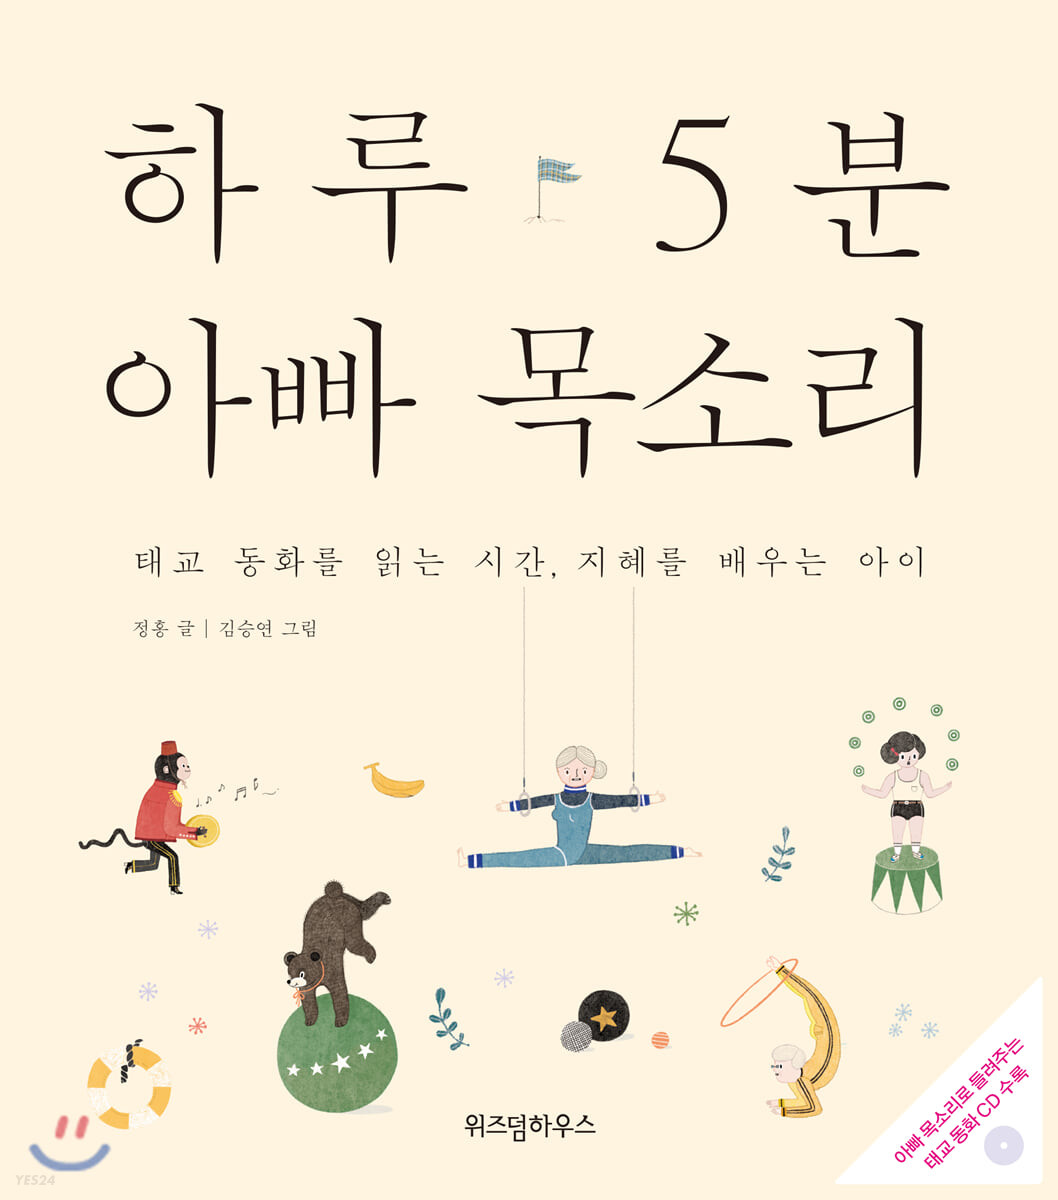 하루 5분
아빠 목소리
태교 동화를 읽는 시간, 지혜를 배우는 아이
정홍 글 | 김승연 그림
위즈덤하우스
아빠 목소리로 들려주는
태교 동화 CD 수록
YES24